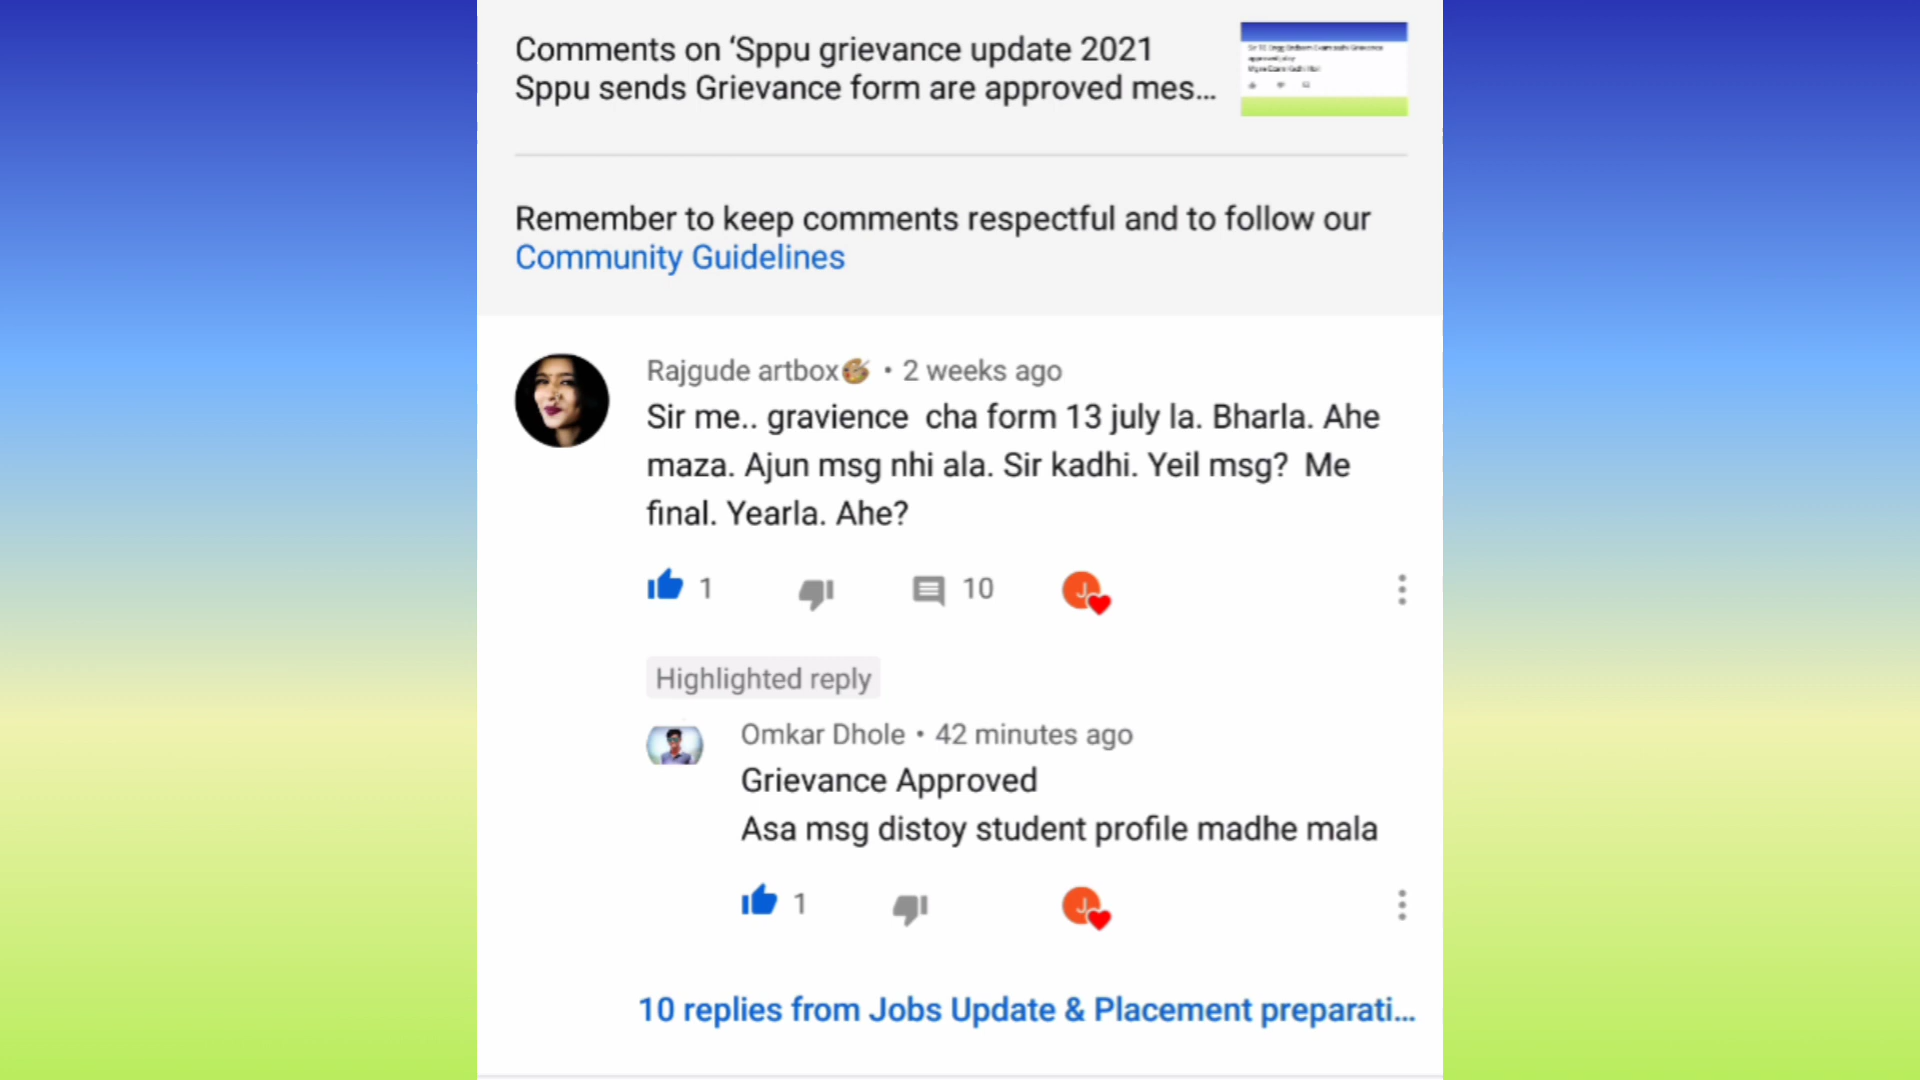 Comments on ‘Sppu grievance update 2021
Sppu sends Grievance form are approved mes...
Remember to keep comments respectful and to follow our
Community Guidelines
Rajgude artbox🎨 • 2 weeks ago
Sir me.. gravience cha form 13 july la. Bharla. Ahe
maza. Ajun msg nhi ala. Sir kadhi. Yeil msg? Me
final. Yearla. Ahe?
1 10 J
Highlighted reply
Omkar Dhole • 42 minutes ago
Grievance Approved
Asa msg distoy student profile madhe mala
1 J
10 replies from Jobs Update & Placement preparati...